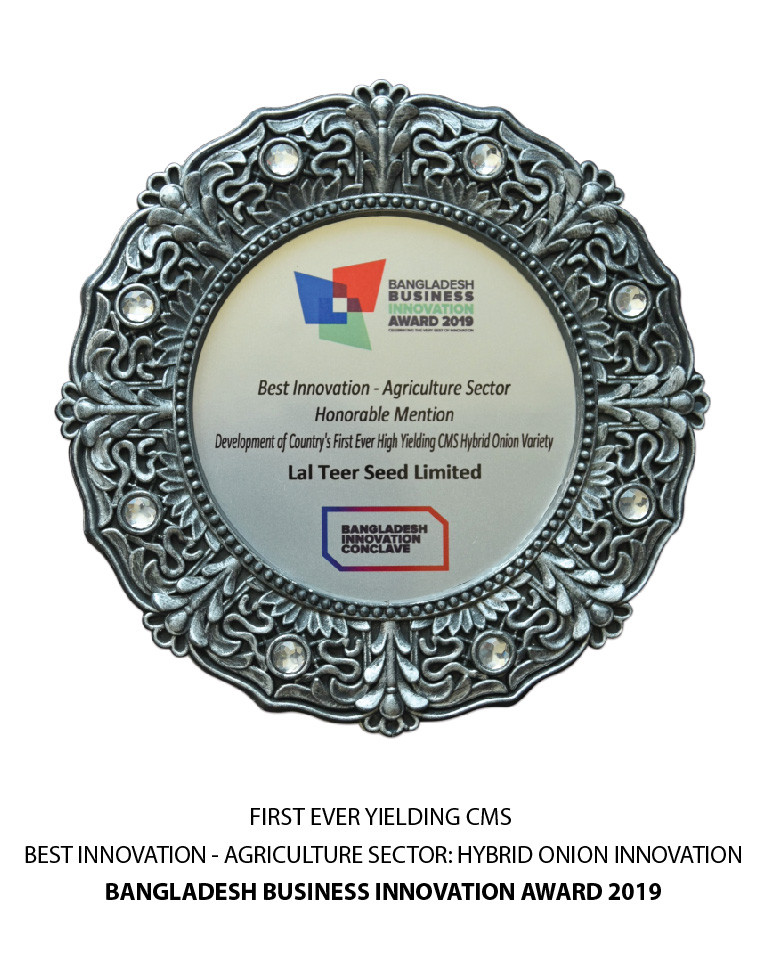 BANGLADESH
BUSINESS
INNOVATION
AWARD 2019
Best Innovation - Agriculture Sector
Honorable Mention
Development of Country's First Ever High Yielding CMS Hybrid Onion Variety
Lal Teer Seed Limited
BANGLADESH
INNOVATION
CONCLAVE
FIRST EVER YIELDING CMS
BEST INNOVATION - AGRICULTURE SECTOR: HYBRID ONION INNOVATION
BANGLADESH BUSINESS INNOVATION AWARD 2019